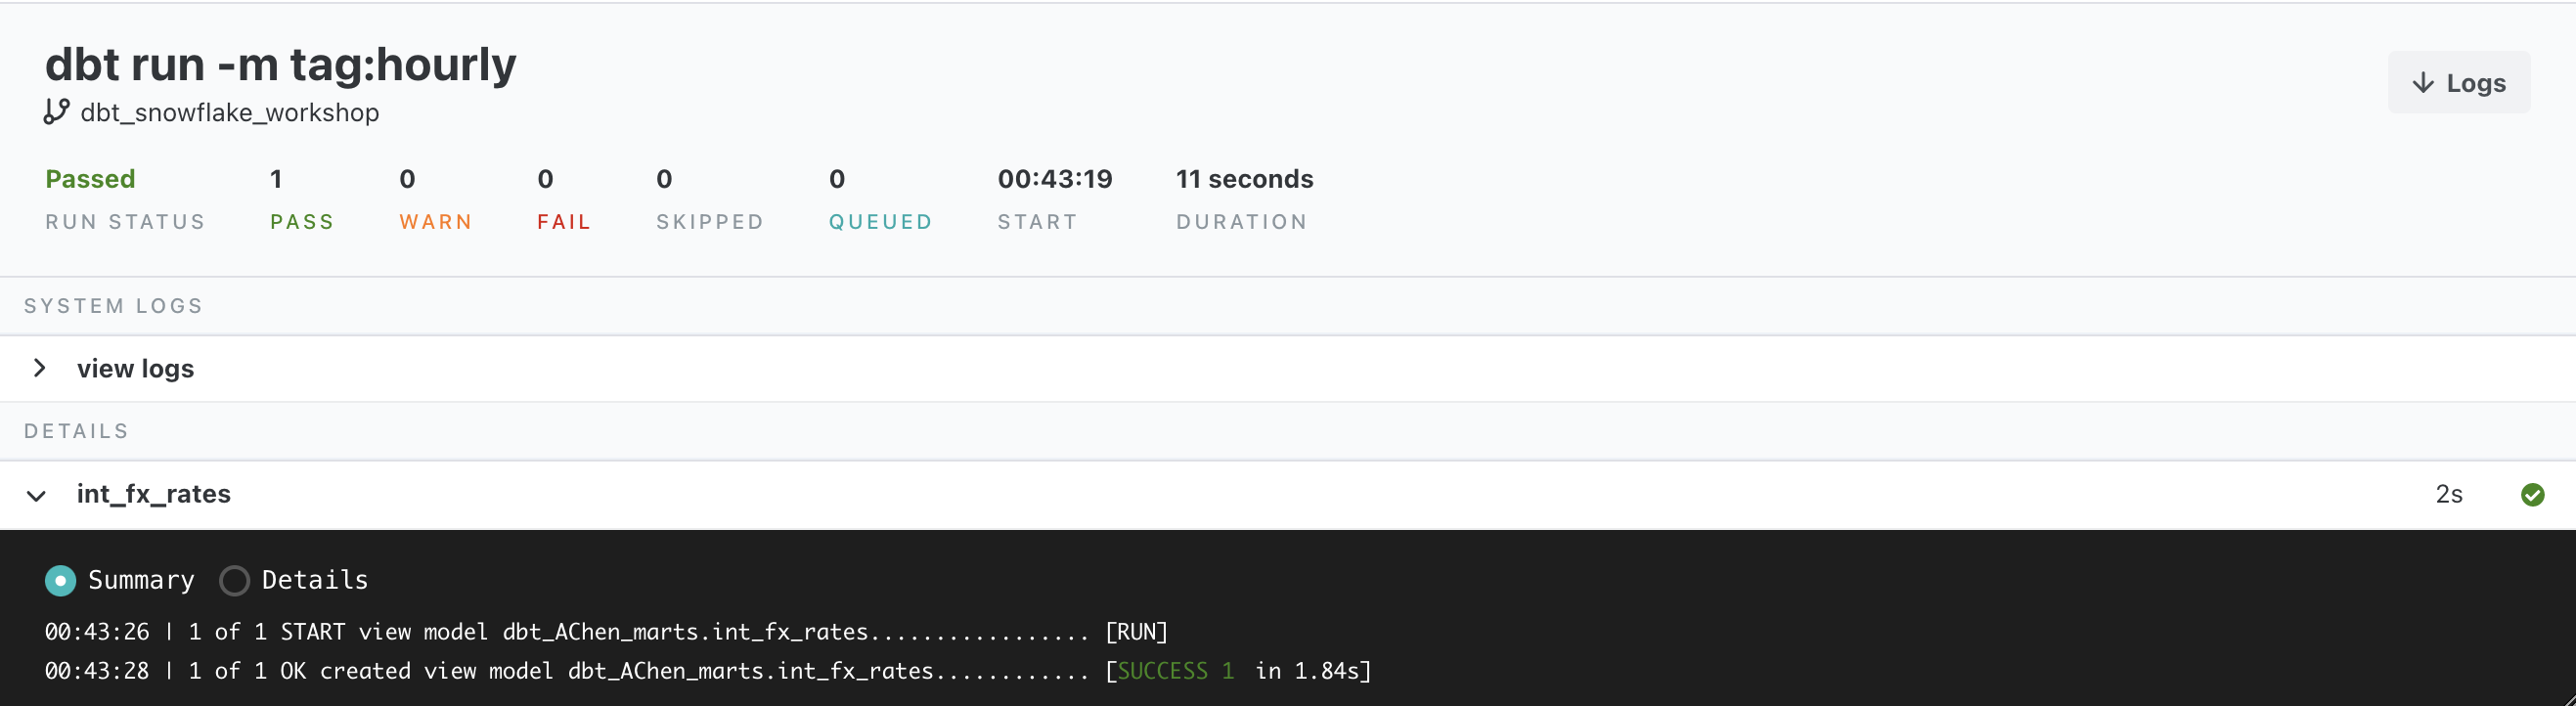 dbt run -m tag:hourly
Logs
dbt_snowflake_workshop
Passed 1 0 0 0 0 00:43:19 11 seconds
RUN STATUS PASS WARN FAIL SKIPPED QUEUED START DURATION
SYSTEM LOGS
view logs
DETAILS
int_fx_rates 2s
Summary Details
00:43:26 | 1 of 1 START view model dbt_AChen_marts.int_fx_rates................. [RUN]
00:43:28 | 1 of 1 OK created view model dbt_AChen_marts.int_fx_rates............ [SUCCESS 1 in 1.84s]